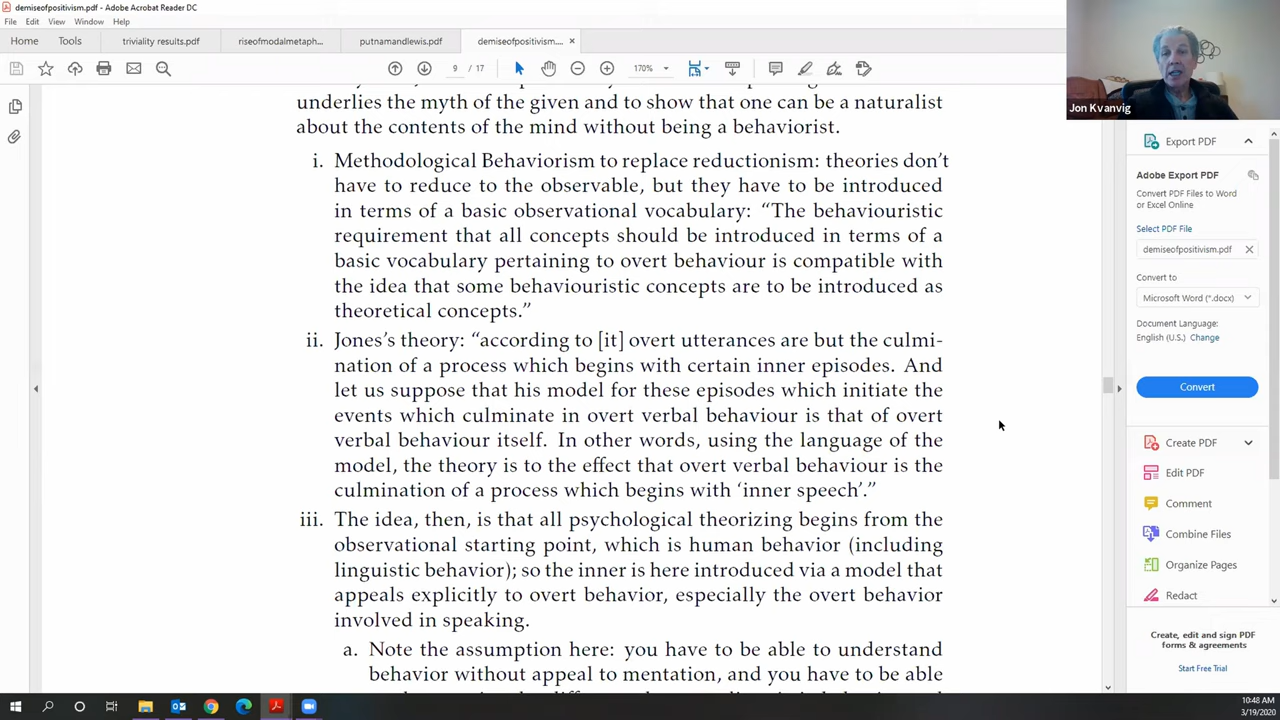 demiseofpositivism.pdf - Adobe Acrobat Reader DC
File Edit View Window Help
Home Tools triviality results.pdf riseofmodalmetaph... putnamandlewis.pdf demiseofpositivism.... ×
9 / 17 170%
Jon Kvanvig
underlies the myth of the given and to show that one can be a naturalist
about the contents of the mind without being a behaviorist.
i. Methodological Behaviorism to replace reductionism: theories don’t
have to reduce to the observable, but they have to be introduced
in terms of a basic observational vocabulary: “The behaviouristic
requirement that all concepts should be introduced in terms of a
basic vocabulary pertaining to overt behaviour is compatible with
the idea that some behaviouristic concepts are to be introduced as
theoretical concepts.”
ii. Jones’s theory: “according to [it] overt utterances are but the culmi-
nation of a process which begins with certain inner episodes. And
let us suppose that his model for these episodes which initiate the
events which culminate in overt verbal behaviour is that of overt
verbal behaviour itself. In other words, using the language of the
model, the theory is to the effect that overt verbal behaviour is the
culmination of a process which begins with ‘inner speech’.”
iii. The idea, then, is that all psychological theorizing begins from the
observational starting point, which is human behavior (including
linguistic behavior); so the inner is here introduced via a model that
appeals explicitly to overt behavior, especially the overt behavior
involved in speaking.
a. Note the assumption here: you have to be able to understand
behavior without appeal to mentation, and you have to be able
Export PDF
Adobe Export PDF
Convert PDF Files to Word
or Excel Online
Select PDF File
demiseofpositivism.pdf
Convert to
Microsoft Word (*.docx)
Document Language:
English (U.S.) Change
Convert
Create PDF
Edit PDF
Comment
Combine Files
Organize Pages
Redact
Create, edit and sign PDF
forms & agreements
Start Free Trial
10:48 AM
3/19/2020